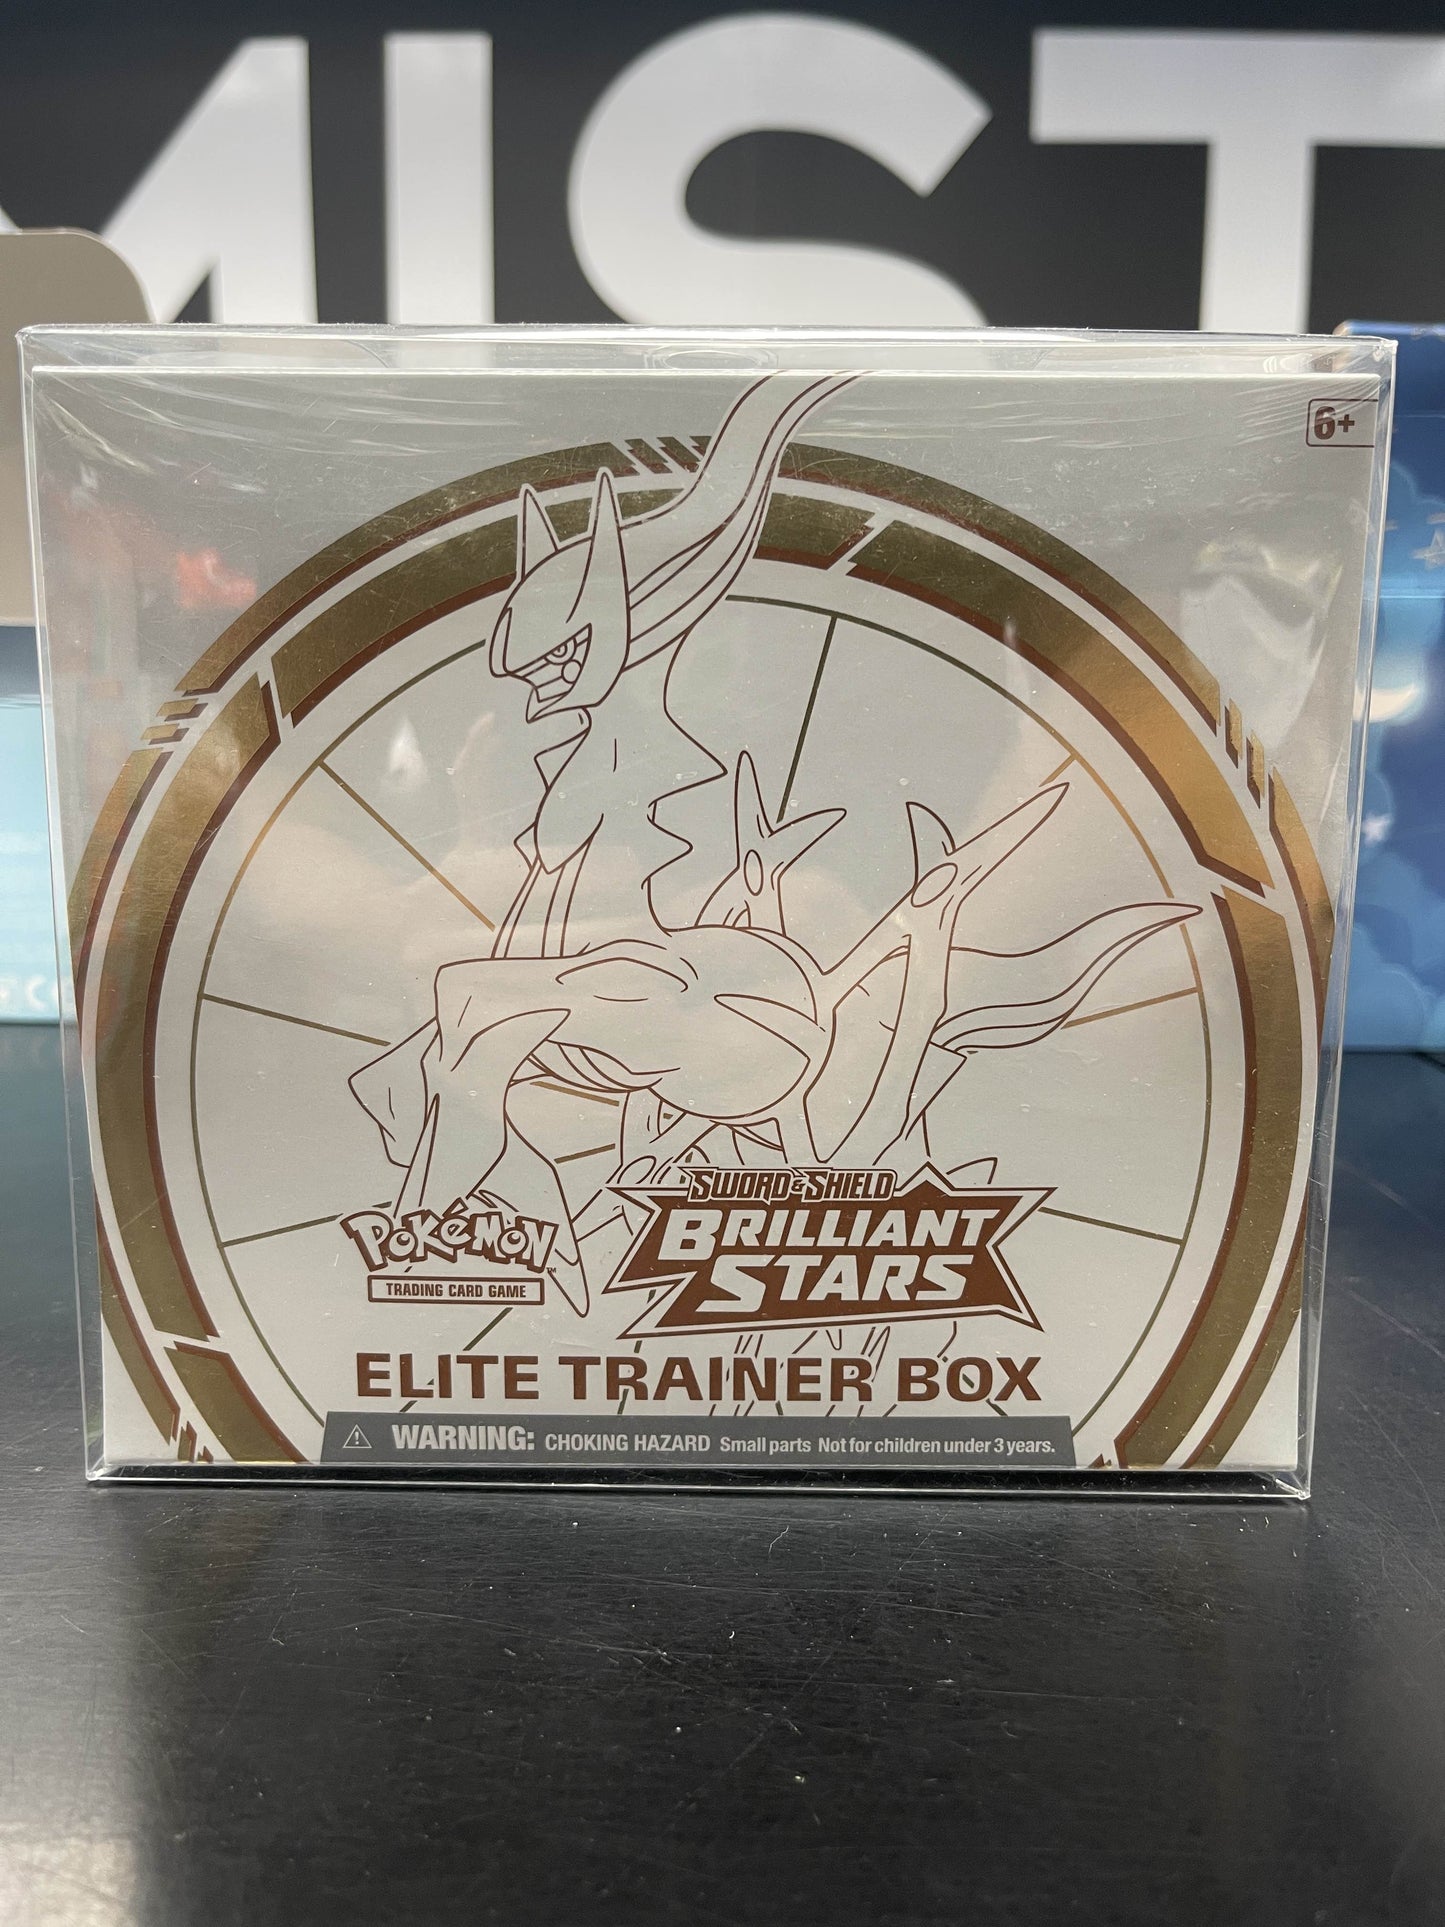 MIST
6+
SWORD & SHIELD
POKéMON
BRILLIANT
TRADING CARD GAME
STARS
ELITE TRAINER BOX
WARNING: CHOKING HAZARD Small parts Not for children under 3 years.